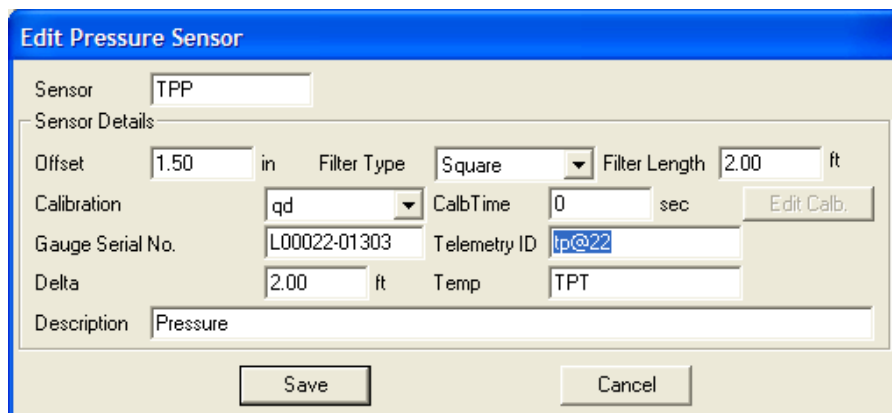 Edit Pressure Sensor
Sensor TPP
Sensor Details
Offset 1.50 in Filter Type Square Filter Length 2.00 ft
Calibration qd CalbTime 0 sec Edit Calb.
Gauge Serial No. L00022-01303 Telemetry ID tp@22
Delta 2.00 ft Temp TPT
Description Pressure
Save Cancel